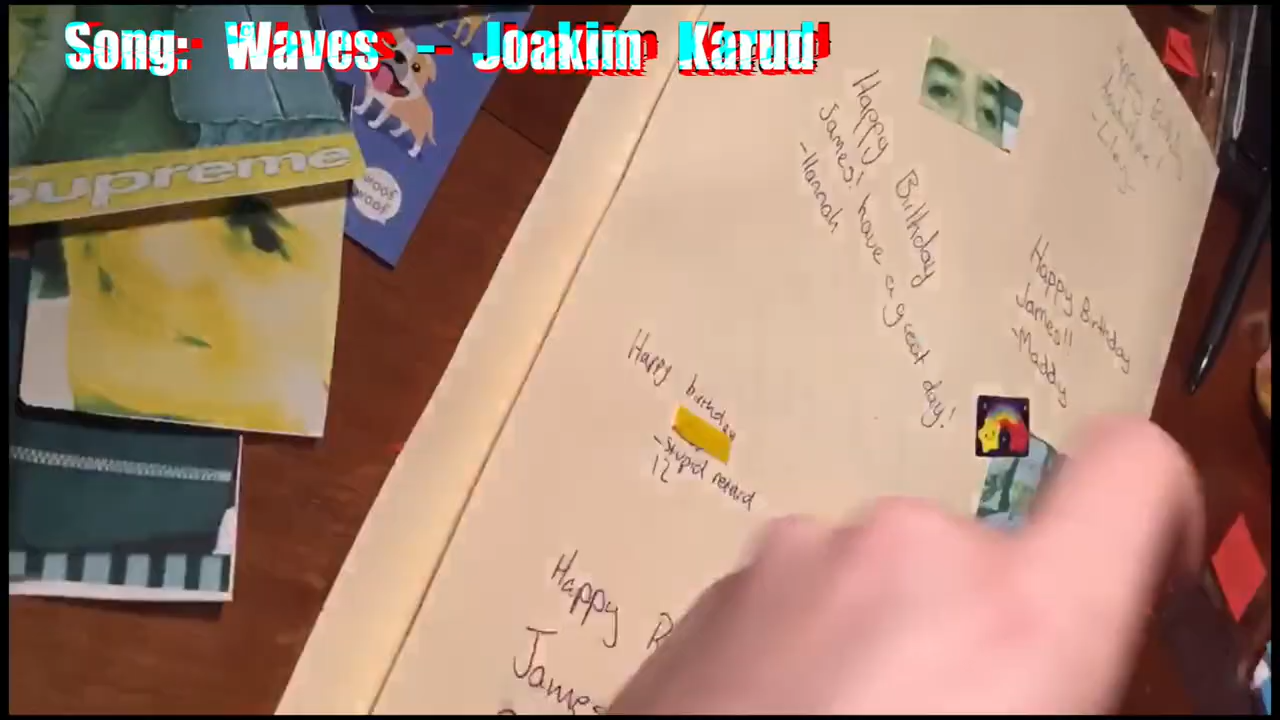 Song: Waves -- Joakim Karud
Supreme
WOOF
WOOF
Happy Birthday
James! have a great day!
-Hannah
Happy Birthday
James!!
-Maddy
Happy birthday
-Stupid retard
12
Happy
James